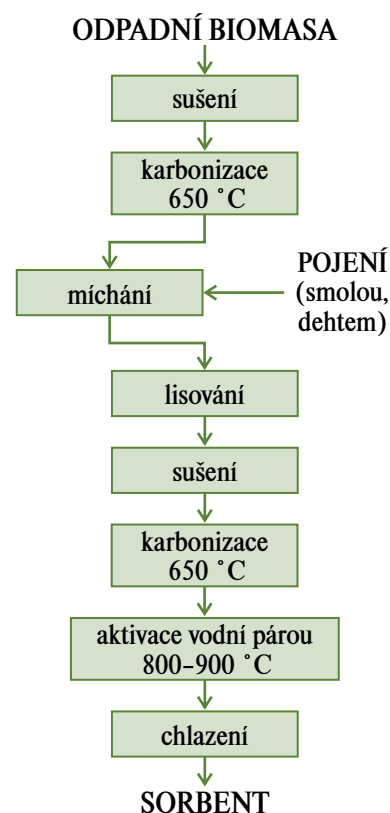 ODPADNÍ BIOMASA
sušení
karbonizace
650 °C
míchání
POJENÍ
(smolou,
dehtem)
lisování
sušení
karbonizace
650 °C
aktivace vodní párou
800–900 °C
chlazení
SORBENT